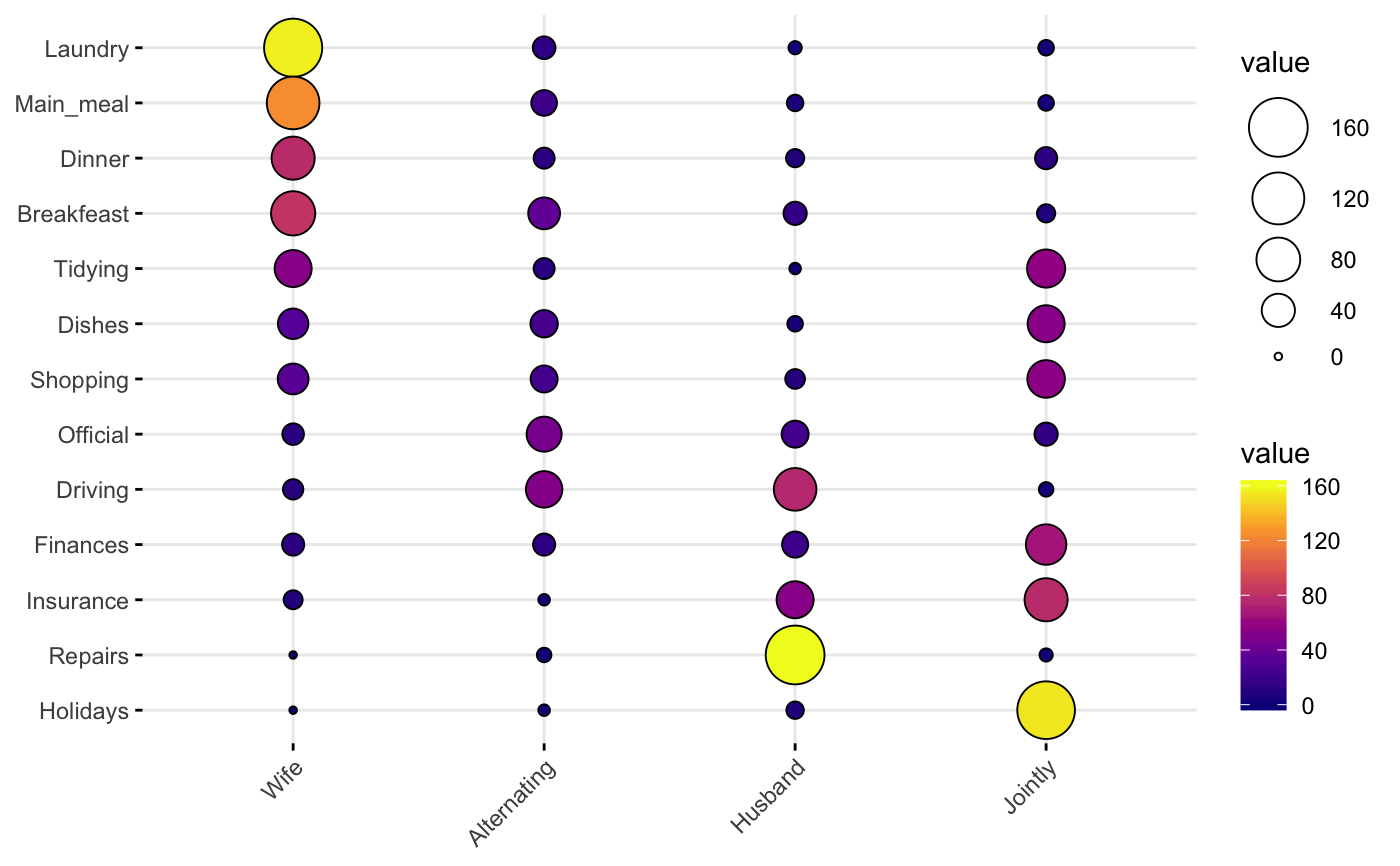 Laundry
Main_meal
Dinner
Breakfeast
Tidying
Dishes
Shopping
Official
Driving
Finances
Insurance
Repairs
Holidays
Wife
Alternating
Husband
Jointly
value
160
120
80
40
0
value
160
120
80
40
0